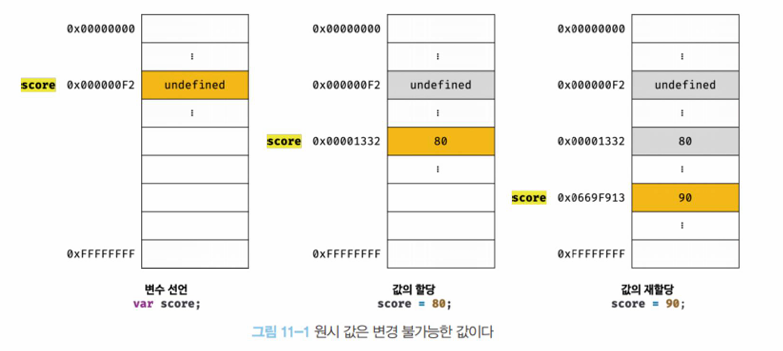 0x00000000
⋮
score 0x000000F2 undefined
⋮
0xFFFFFFFF
변수 선언
var score;
0x00000000
⋮
0x000000F2 undefined
⋮
score 0x00001332 80
⋮
0xFFFFFFFF
값의 할당
score = 80;
0x00000000
⋮
0x000000F2 undefined
⋮
0x00001332 80
score 0x0669F913 90
⋮
0xFFFFFFFF
값의 재할당
score = 90;
그림 11-1 원시 값은 변경 불가능한 값이다